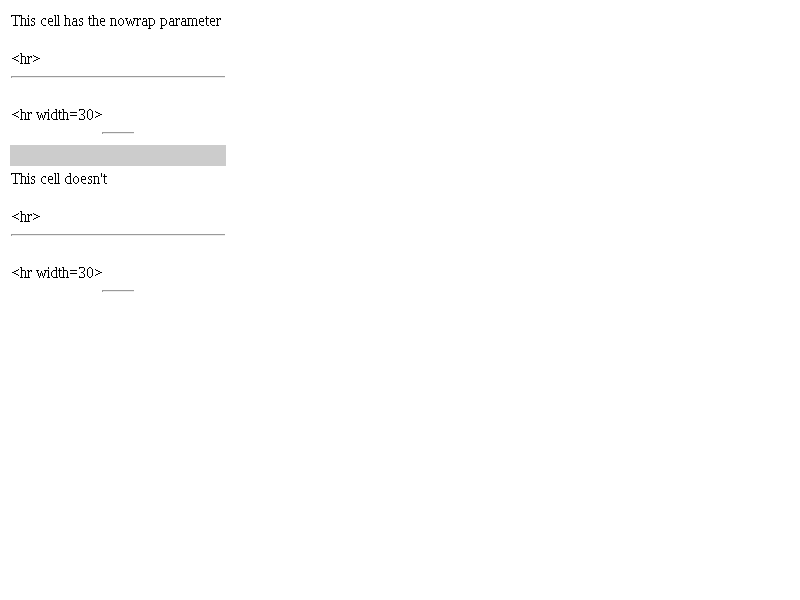 This cell has the nowrap parameter
<hr>
<hr width=30>
This cell doesn't
<hr>
<hr width=30>